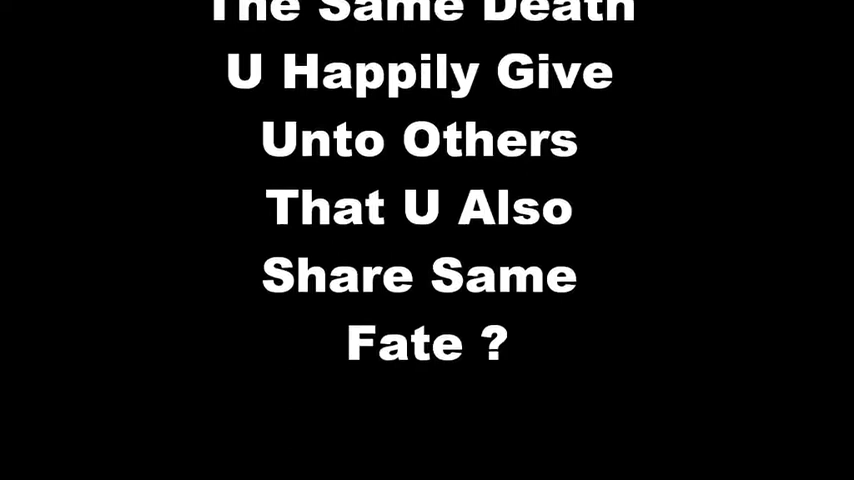 The Same Death
U Happily Give
Unto Others
That U Also
Share Same
Fate ?